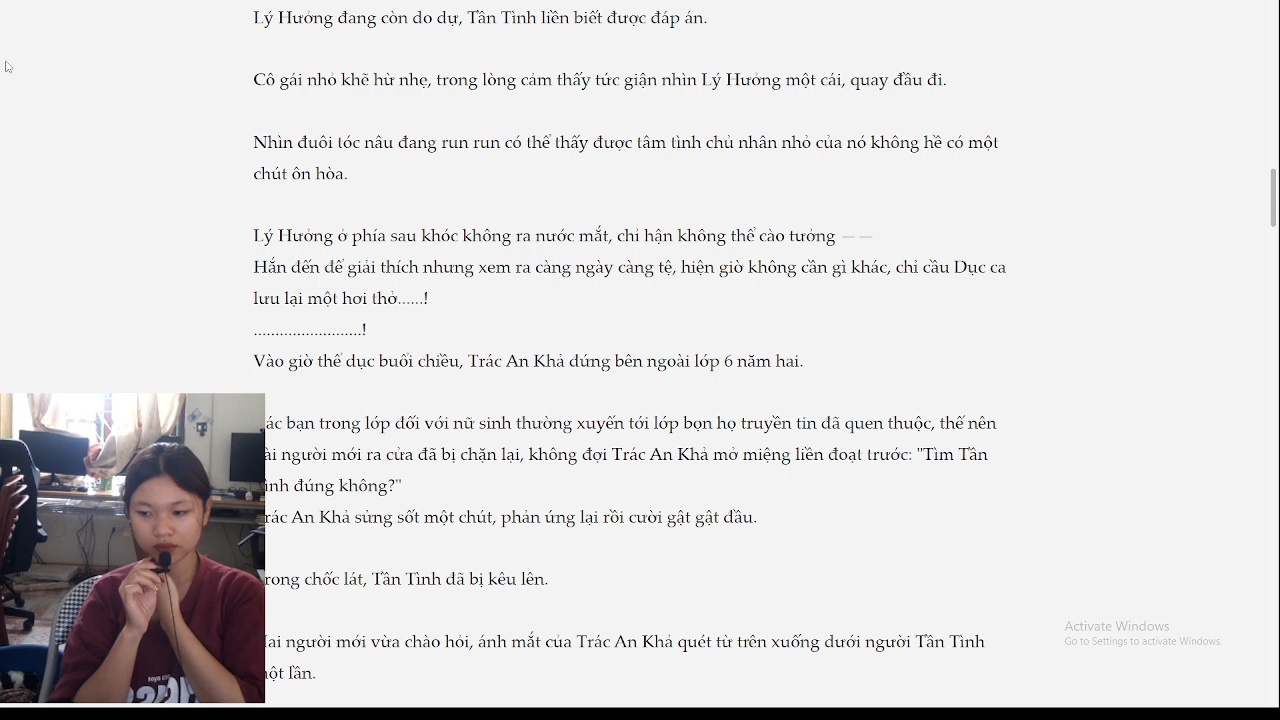 Lý Hưởng đang còn do dự, Tần Tình liền biết được đáp án.
Cô gái nhỏ khẽ hừ nhẹ, trong lòng cảm thấy tức giận nhìn Lý Hưởng một cái, quay đầu đi.
Nhìn đuôi tóc nâu đang run run có thể thấy được tâm tình chủ nhân nhỏ của nó không hề có một
chút ôn hòa.
Lý Hưởng ở phía sau khóc không ra nước mắt, chỉ hận không thể cào tưởng — —
Hắn đến để giải thích nhưng xem ra càng ngày càng tệ, hiện giờ không cần gì khác, chỉ cầu Dục ca
lưu lại một hơi thở......!
.........................!
Vào giờ thể dục buổi chiều, Trác An Khả đứng bên ngoài lớp 6 năm hai.
ác bạn trong lớp đối với nữ sinh thường xuyến tới lớp bọn họ truyền tin đã quen thuộc, thế nên
ài người mới ra cửa đã bị chặn lại, không đợi Trác An Khả mở miệng liền đoạt trước: "Tìm Tần
ình đúng không?"
rác An Khả sửng sốt một chút, phản ứng lại rồi cười gật gật đầu.
rong chốc lát, Tần Tình đã bị kêu lên.
ai người mới vừa chào hỏi, ánh mắt của Trác An Khả quét từ trên xuống dưới người Tần Tình
ột lần.
Activate Windows
Go to Settings to activate Windows.